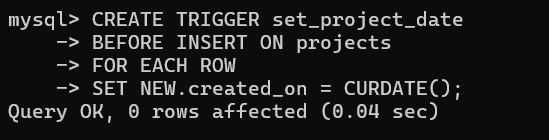 mysql> CREATE TRIGGER set_project_date
    -> BEFORE INSERT ON projects
    -> FOR EACH ROW
    -> SET NEW.created_on = CURDATE();
Query OK, 0 rows affected (0.04 sec)